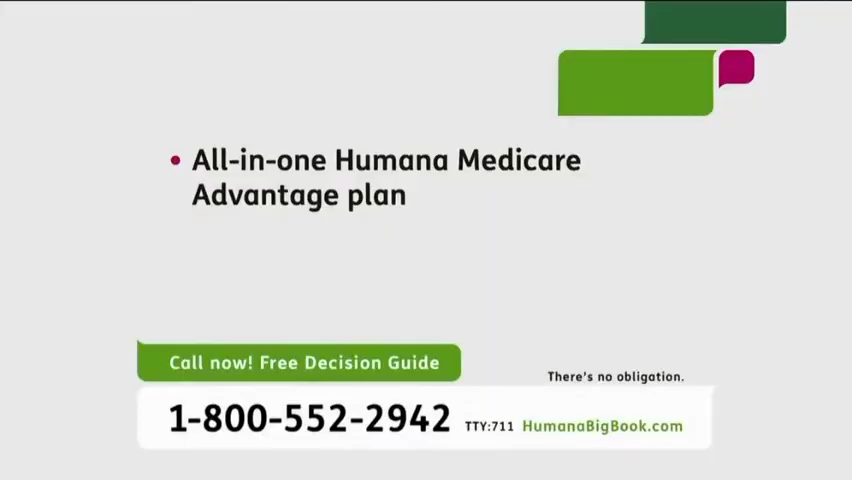 • All-in-one Humana Medicare
Advantage plan
Call now! Free Decision Guide
There's no obligation.
1-800-552-2942 TTY:711 HumanaBigBook.com